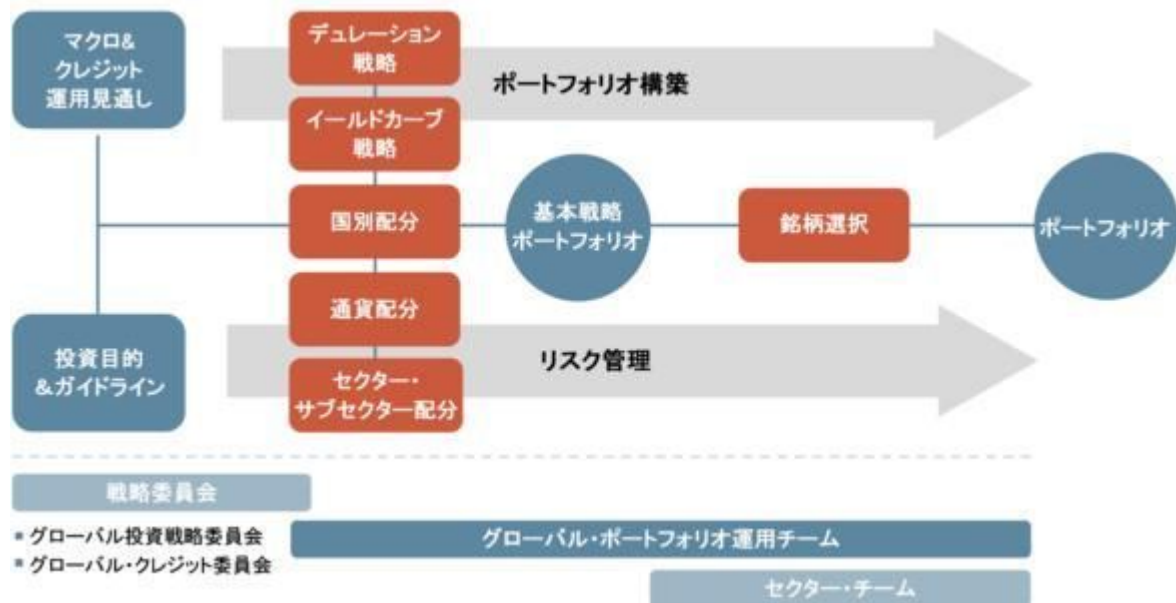 マクロ&
クレジット
運用見通し
デュレーション
戦略
ポートフォリオ構築
イールドカーブ
戦略
国別配分
基本戦略
ポートフォリオ
銘柄選択
ポートフォリオ
通貨配分
投資目的
&ガイドライン
リスク管理
セクター・
サブセクター配分
戦略委員会
▪グローバル投資戦略委員会
▪グローバル・クレジット委員会
グローバル・ポートフォリオ運用チーム
セクター・チーム